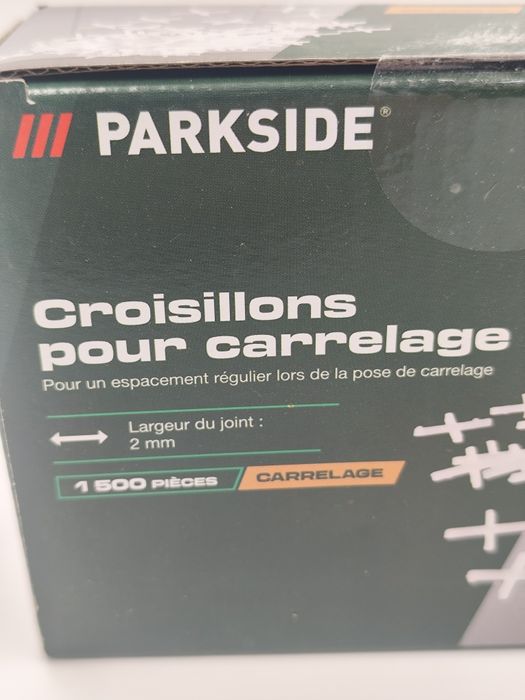 PARKSIDE®
Croisillons
pour carrelage
Pour un espacement régulier lors de la pose de carrelage
Largeur du joint :
2 mm
1 500 PIÈCES
CARRELAGE